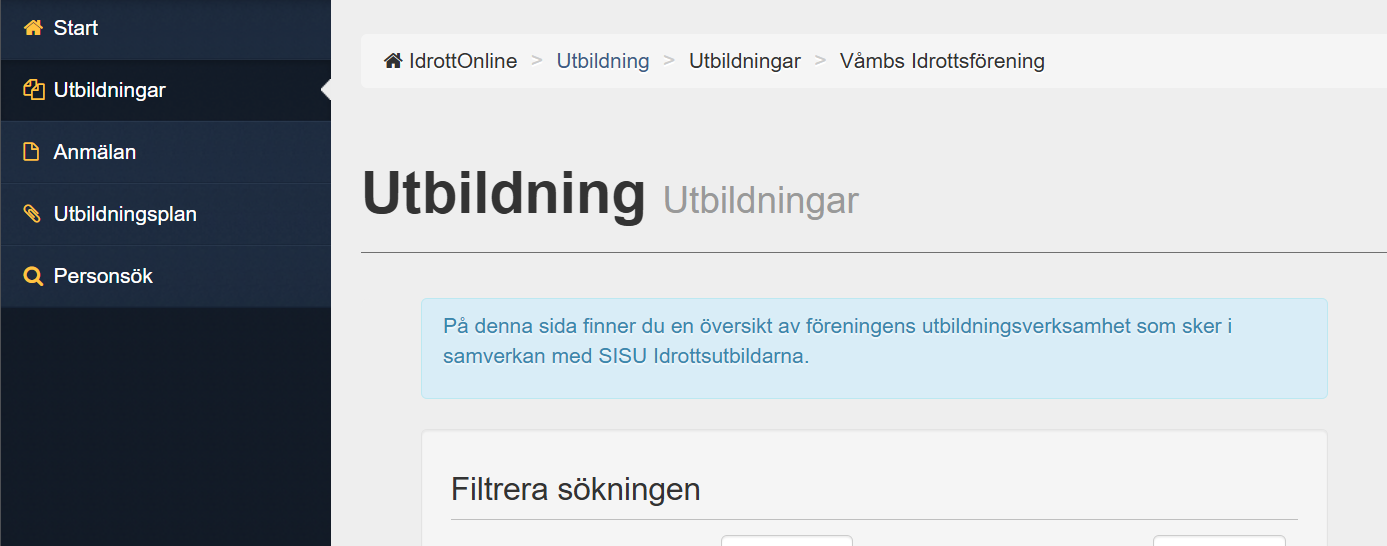 Start
Utbildningar
Anmälan
Utbildningsplan
Personsök
IdrottOnline > Utbildning > Utbildningar > Våmbs Idrottsförening
Utbildning Utbildningar
På denna sida finner du en översikt av föreningens utbildningsverksamhet som sker i
samverkan med SISU Idrottsutbildarna.
Filtrera sökningen